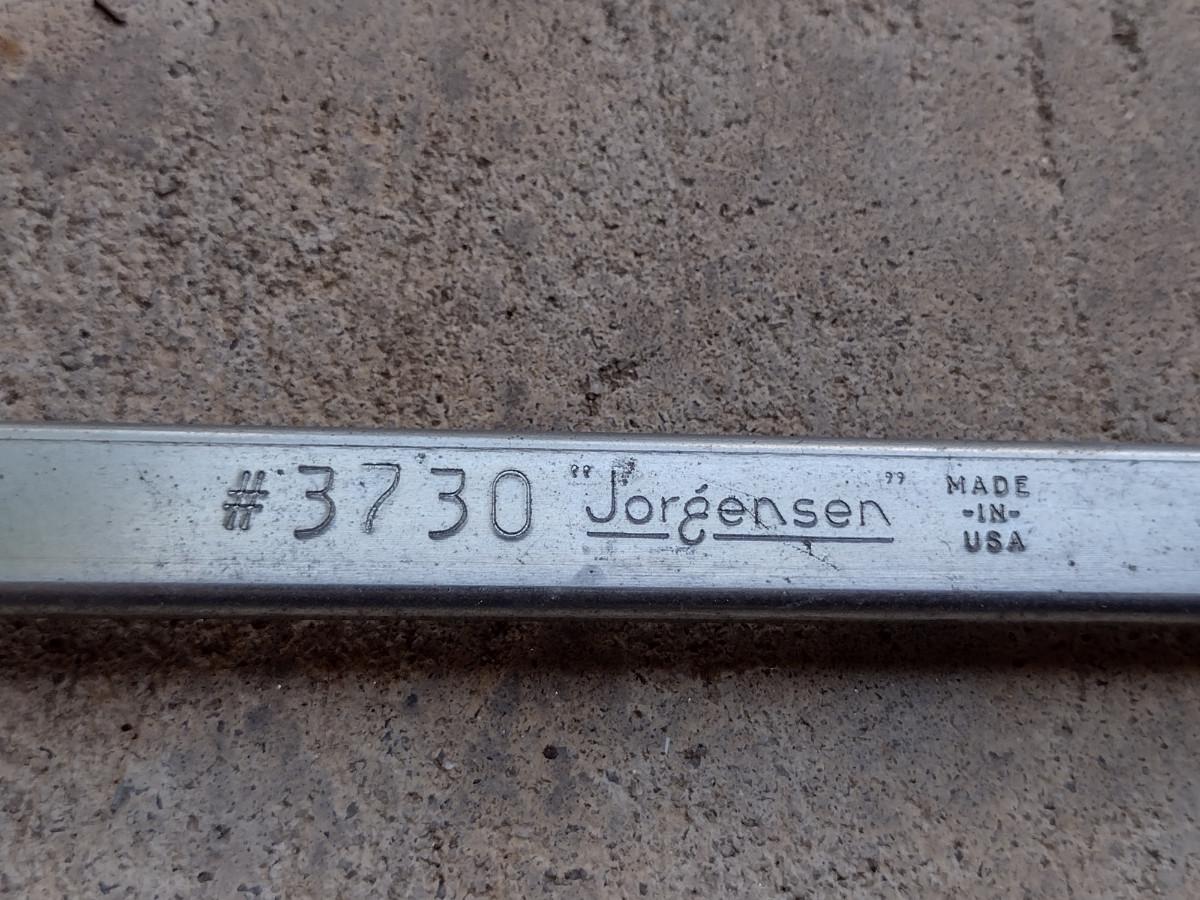 #3730 “Jorgensen” MADE
-IN-
USA